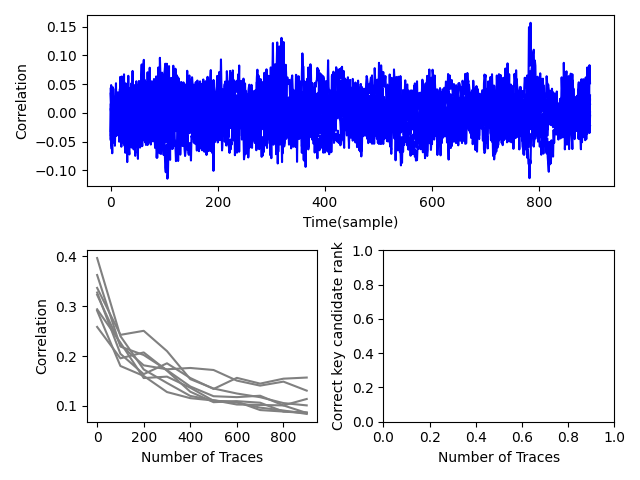 0.15
0.10
0.05
0.00
−0.05
−0.10
Correlation
0 200 400 600 800
Time(sample)
0.4
0.3
0.2
0.1
Correlation
0 200 400 600 800
Number of Traces
1.0
0.8
0.6
0.4
0.2
0.0
Correct key candidate rank
0.0 0.2 0.4 0.6 0.8 1.0
Number of Traces